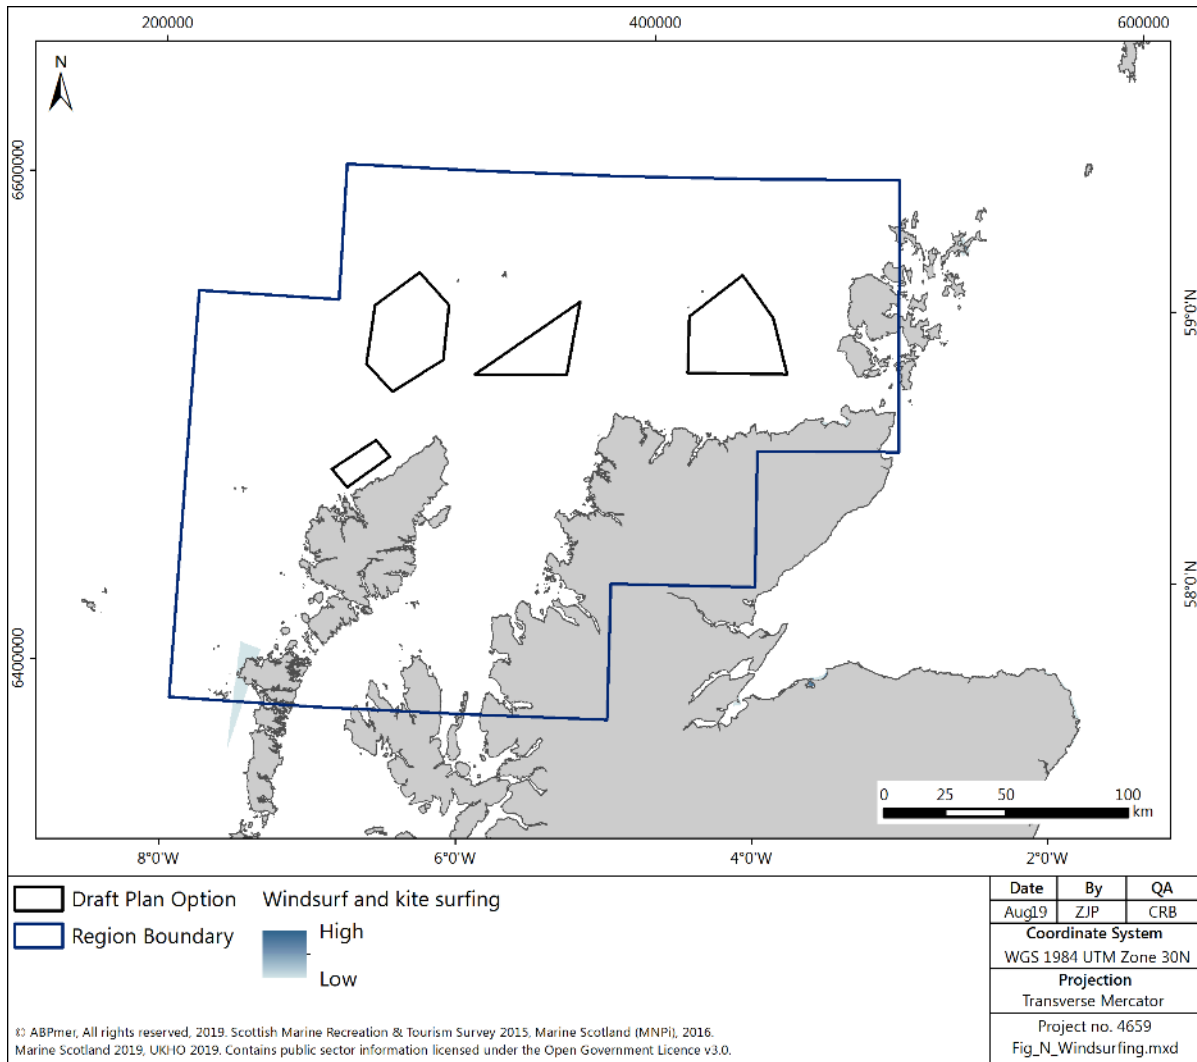 200000 400000 600000
N
6600000
6400000
59°0'N
58°0'N
0 25 50 100
km
8°0'W 6°0'W 4°0'W 2°0'W
Draft Plan Option
Region Boundary
Windsurf and kite surfing
High
Low
Date By QA
Aug19 ZJP CRB
Coordinate System
WGS 1984 UTM Zone 30N
Projection
Transverse Mercator
Project no. 4659
Fig_N_Windsurfing.mxd
© ABPmer, All rights reserved, 2019. Scottish Marine Recreation & Tourism Survey 2015, Marine Scotland (MNPi), 2016.
Marine Scotland 2019, UKHO 2019. Contains public sector information licensed under the Open Government Licence v3.0.